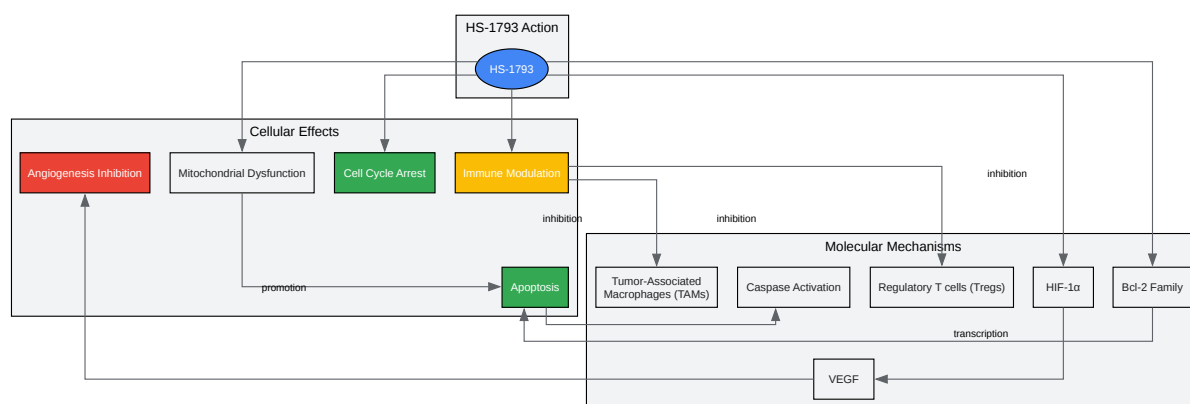 HS-1793 Action
HS-1793
Cellular Effects
Angiogenesis Inhibition
Mitochondrial Dysfunction
Cell Cycle Arrest
Immune Modulation
inhibition
inhibition
inhibition
Molecular Mechanisms
Apoptosis
promotion
Tumor-Associated
Macrophages (TAMs)
Caspase Activation
Regulatory T cells (Tregs)
HIF-1α
Bcl-2 Family
transcription
VEGF